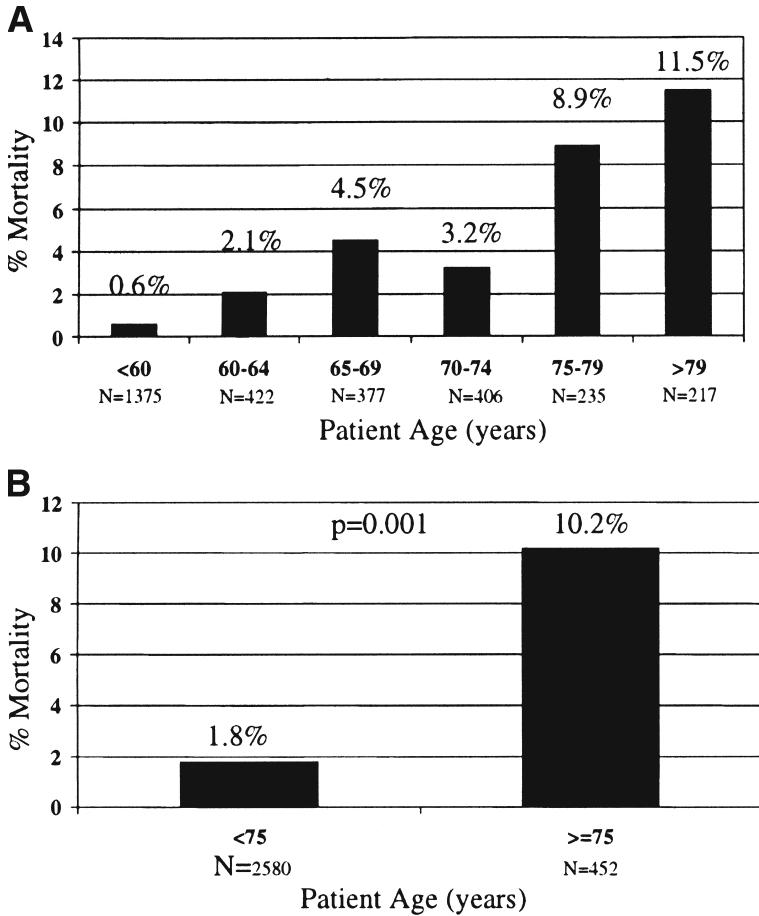 A
14
12
10
8
6
4
2
0
% Mortality
0.6%
2.1%
4.5%
3.2%
8.9%
11.5%
<60 60-64 65-69 70-74 75-79 >79
N=1375 N=422 N=377 N=406 N=235 N=217
Patient Age (years)
B
12
10
8
6
4
2
0
% Mortality
p=0.001
1.8%
10.2%
<75 >=75
N=2580 N=452
Patient Age (years)